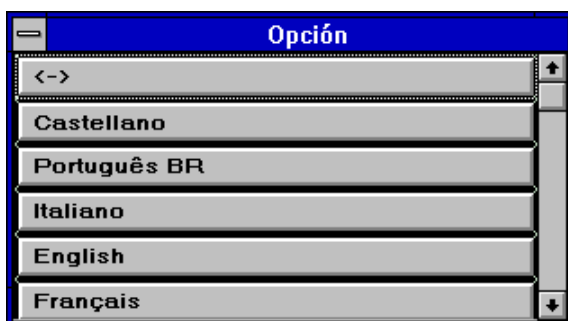 Opción
<->
Castellano
Português BR
Italiano
English
Français